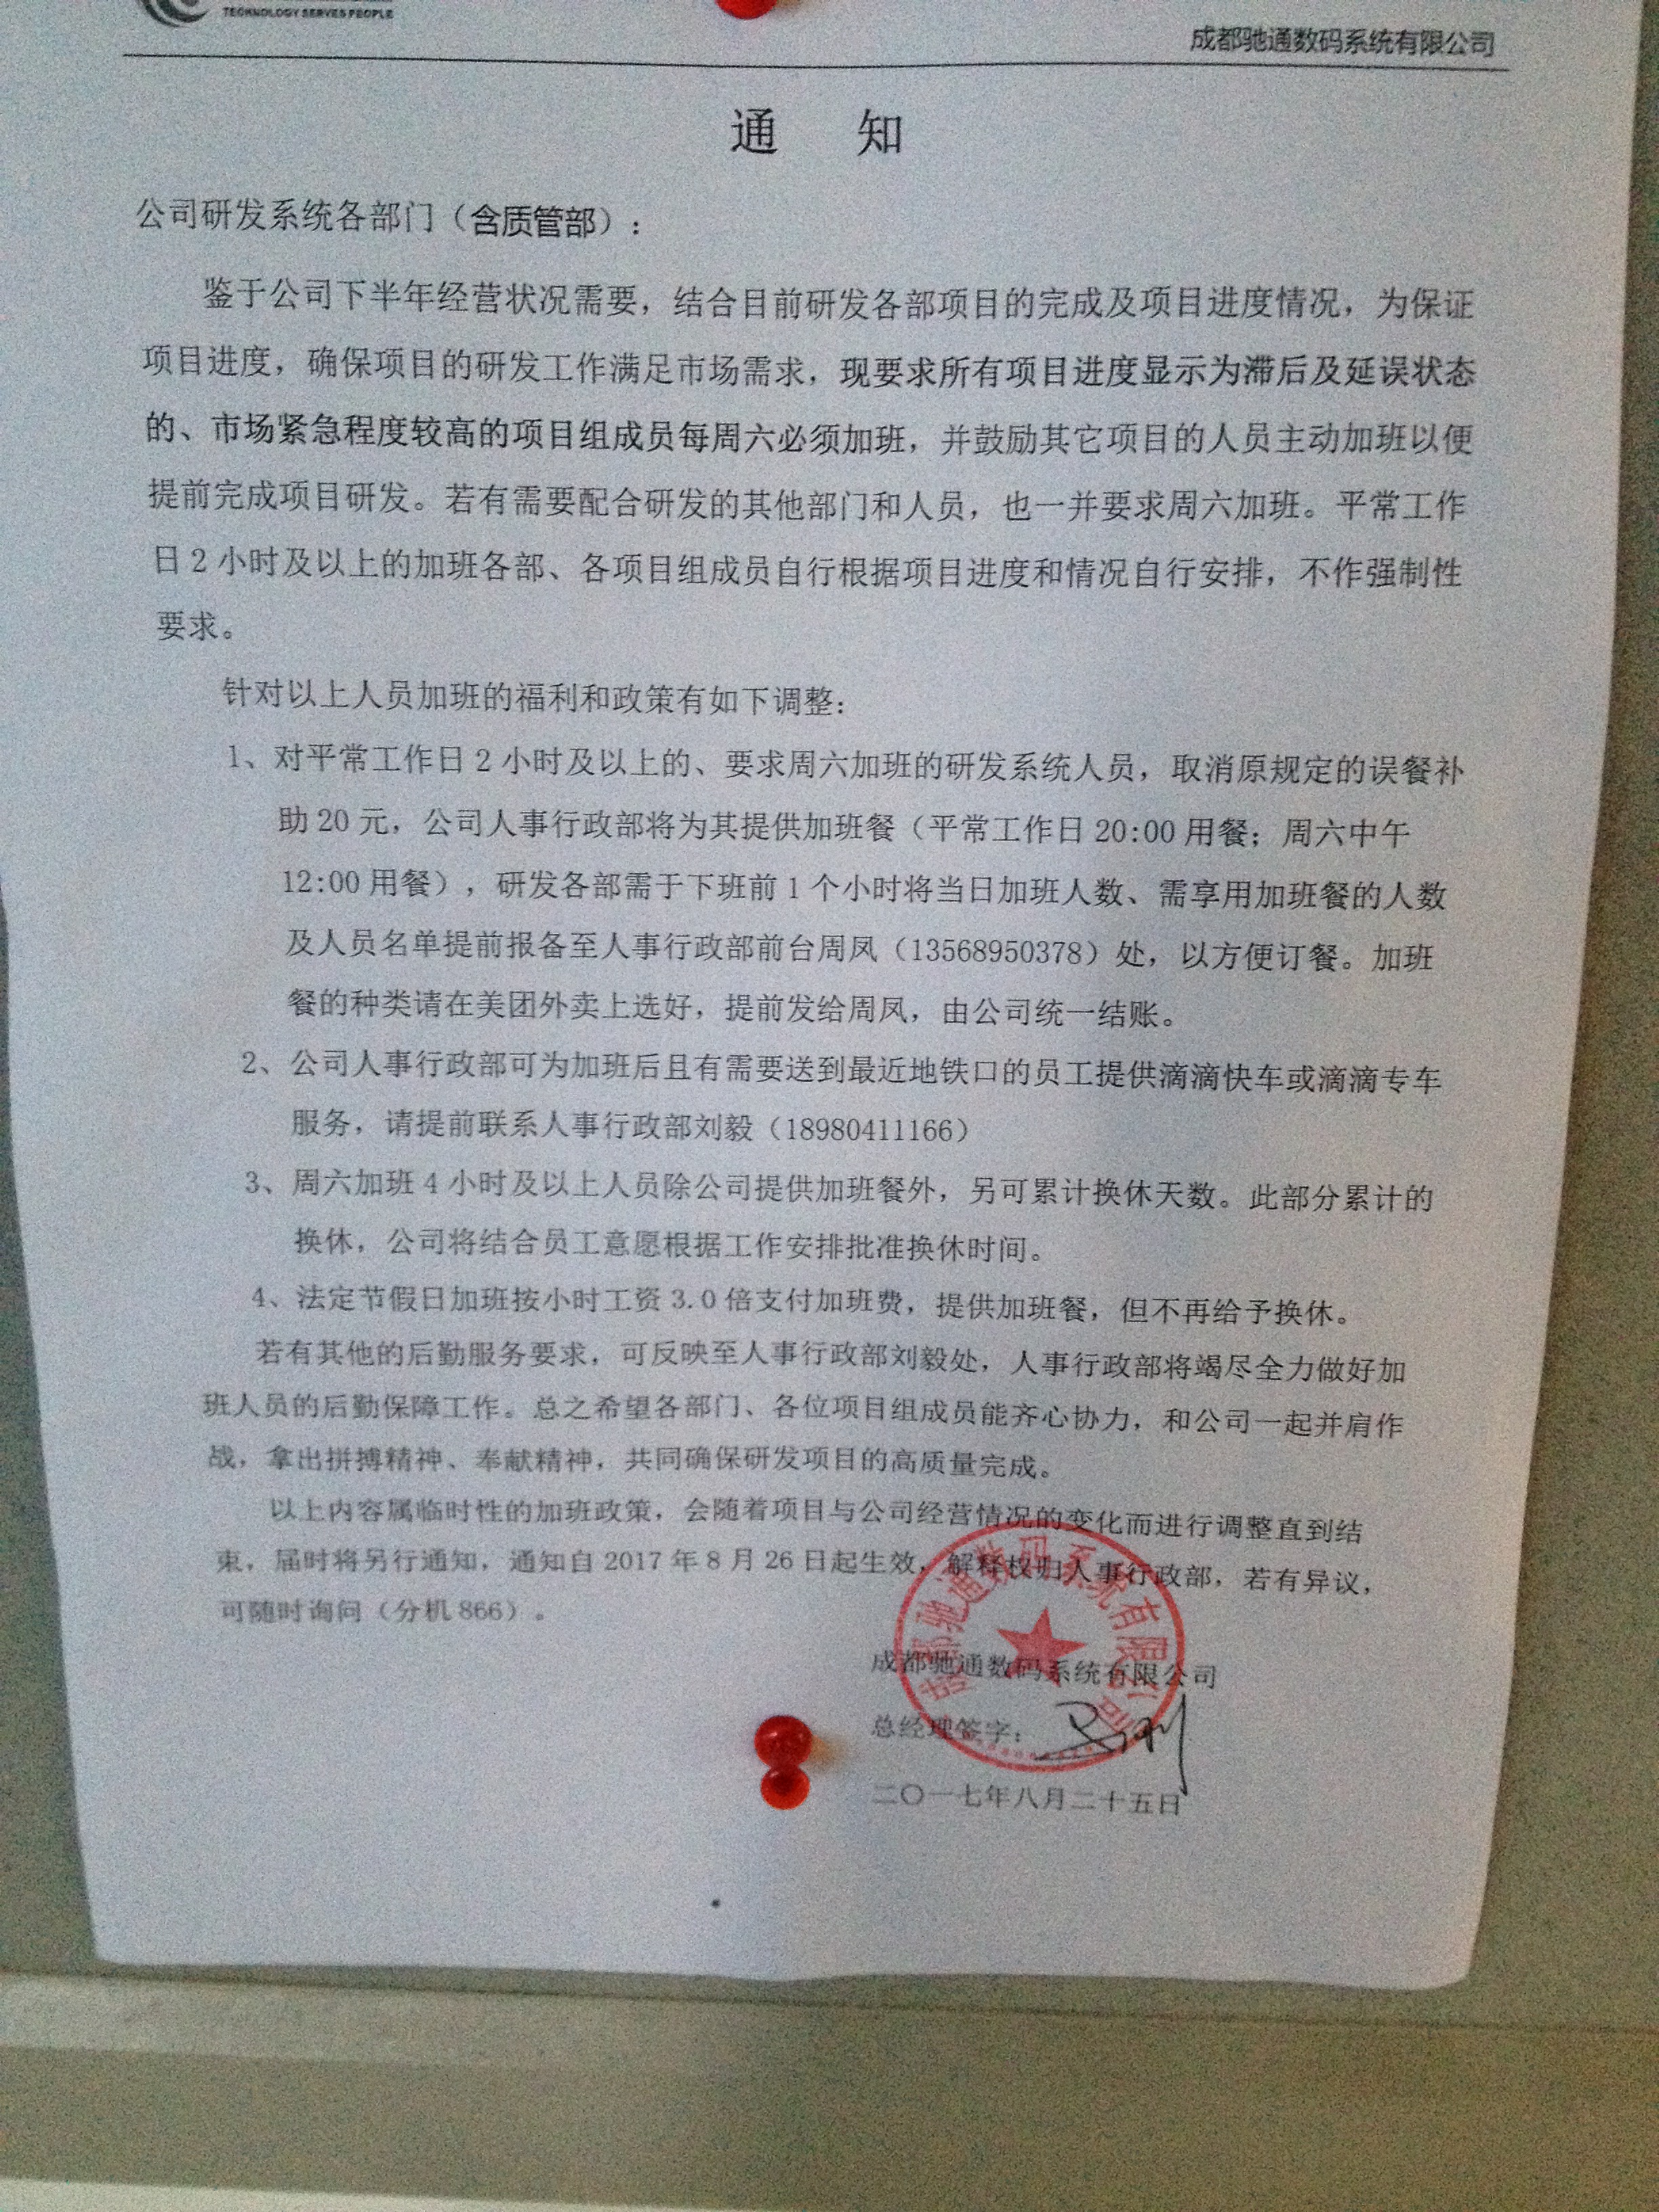 TECHNOLOGY SERVES PEOPLE
成都驰通数码系统有限公司
通 知
公司研发系统各部门（含质管部）：
鉴于公司下半年经营状况需要，结合目前研发各部项目的完成及项目进度情况，为保证
项目进度，确保项目的研发工作满足市场需求，现要求所有项目进度显示为滞后及延误状态
的、市场紧急程度较高的项目组成员每周六必须加班，并鼓励其它项目的人员主动加班以便
提前完成项目研发。若有需要配合研发的其他部门和人员，也一并要求周六加班。平常工作
日2小时及以上的加班各部、各项目组成员自行根据项目进度和情况自行安排，不作强制性
要求。
针对以上人员加班的福利和政策有如下调整：
1、对平常工作日2小时及以上的、要求周六加班的研发系统人员，取消原规定的误餐补
助20元，公司人事行政部将为其提供加班餐（平常工作日20:00用餐；周六中午
12:00用餐），研发各部需于下班前1个小时将当日加班人数、需享用加班餐的人数
及人员名单提前报备至人事行政部前台周凤（13568950378）处，以方便订餐。加班
餐的种类请在美团外卖上选好，提前发给周凤，由公司统一结账。
2、公司人事行政部可为加班后且有需要送到最近地铁口的员工提供滴滴快车或滴滴专车
服务，请提前联系人事行政部刘毅（18980411166）
3、周六加班4小时及以上人员除公司提供加班餐外，另可累计换休天数。此部分累计的
换休，公司将结合员工意愿根据工作安排批准换休时间。
4、法定节假日加班按小时工资3.0倍支付加班费，提供加班餐，但不再给予换休。
若有其他的后勤服务要求，可反映至人事行政部刘毅处，人事行政部将竭尽全力做好加
班人员的后勤保障工作。总之希望各部门、各位项目组成员能齐心协力，和公司一起并肩作
战，拿出拼搏精神、奉献精神，共同确保研发项目的高质量完成。
以上内容属临时性的加班政策，会随着项目与公司经营情况的变化而进行调整直到结
束，届时将另行通知，通知自2017年8月26日起生效，解释权归人事行政部，若有异议，
可随时询问（分机866）。
成都驰通数码系统有限公司
成都驰通数码系统有限公司
总经理签字：
二〇一七年八月二十五日